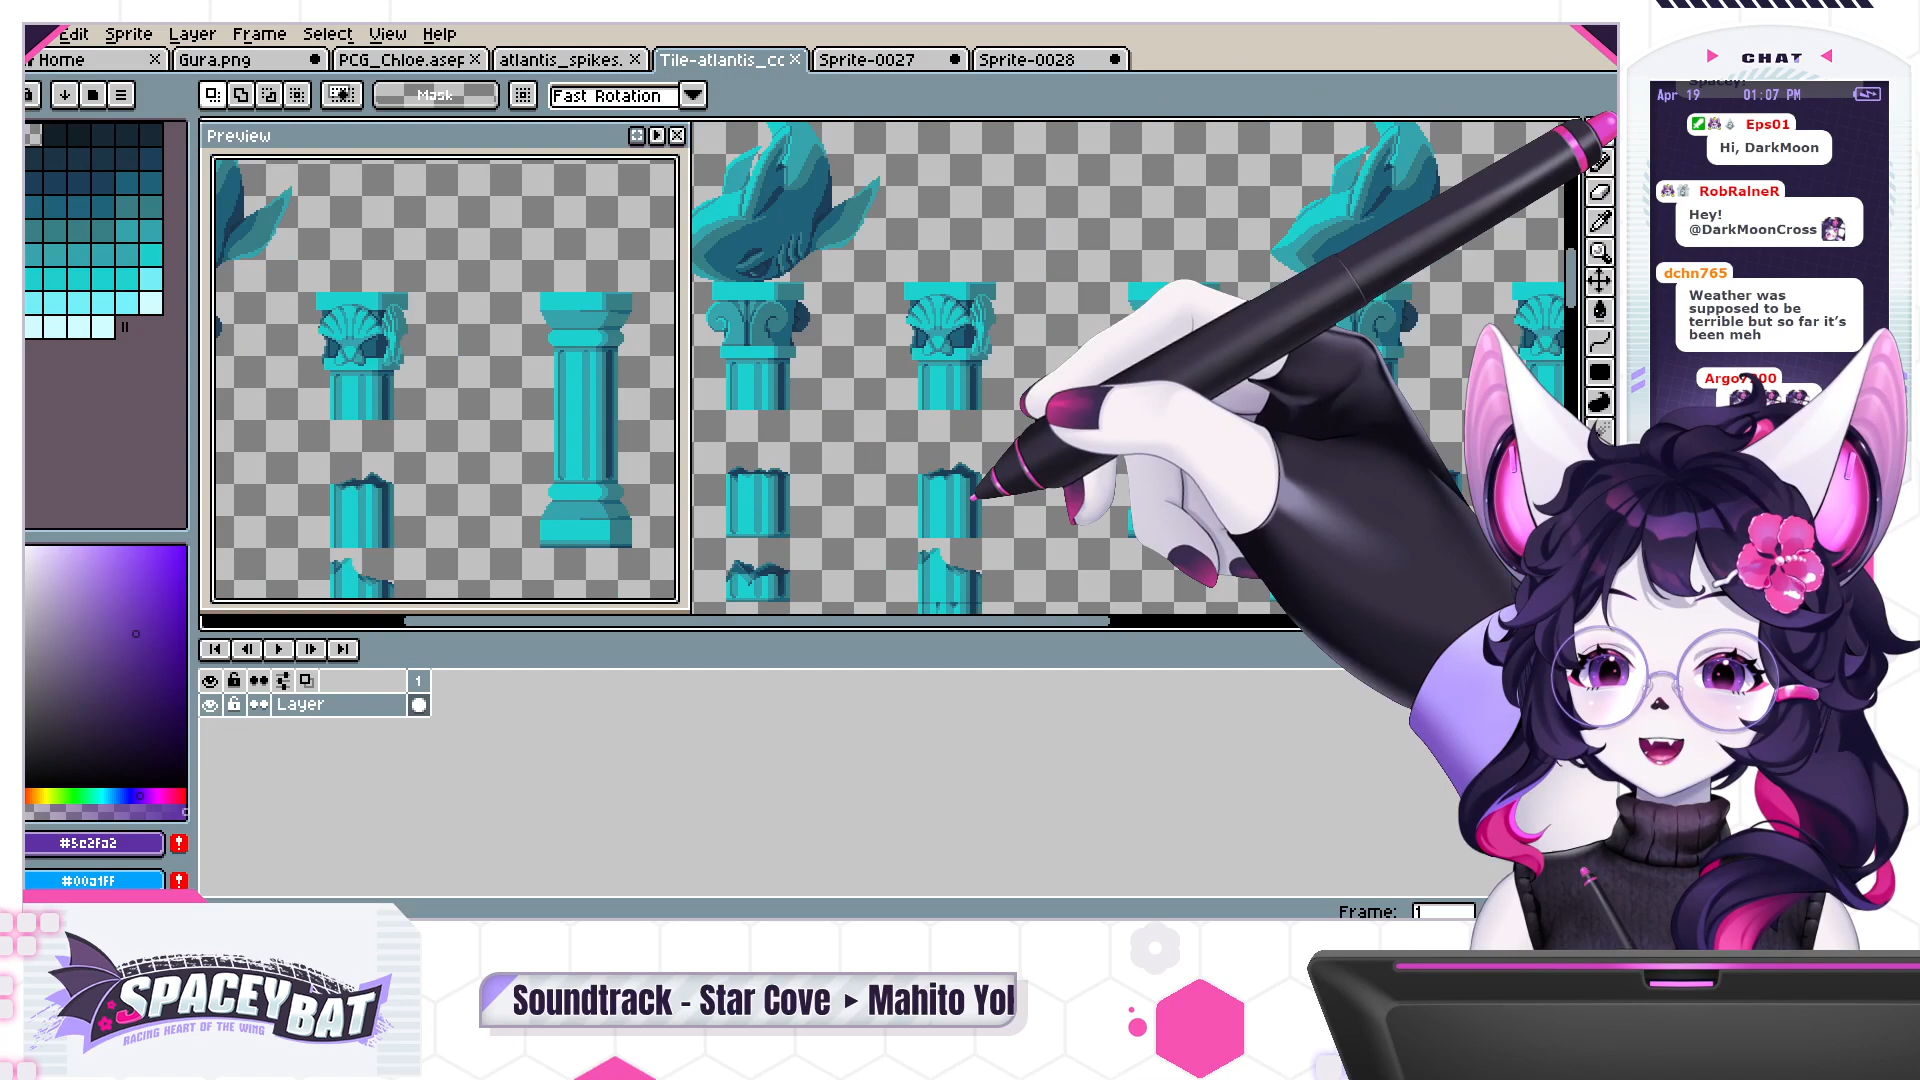 Edit Sprite Layer Frame Select View Help
Home
Gura.png
PCG_Chloe.asep
atlantis_spikes.
Tile-atlantis_cc
Sprite-0027
Sprite-0028
Mask
Fast Rotation
Preview
1
Layer
#5c2fa2
#00a1ff
Frame: 1
CHAT
Apr 19 01:07 PM
Eps01
Hi, DarkMoon
RobRaIneR
Hey!
@DarkMoonCross
dchn765
Weather was
supposed to be
terrible but so far it's
been meh
SPACEYBAT
RACING HEART OF THE WING
Soundtrack - Star Cove ▸ Mahito Yo